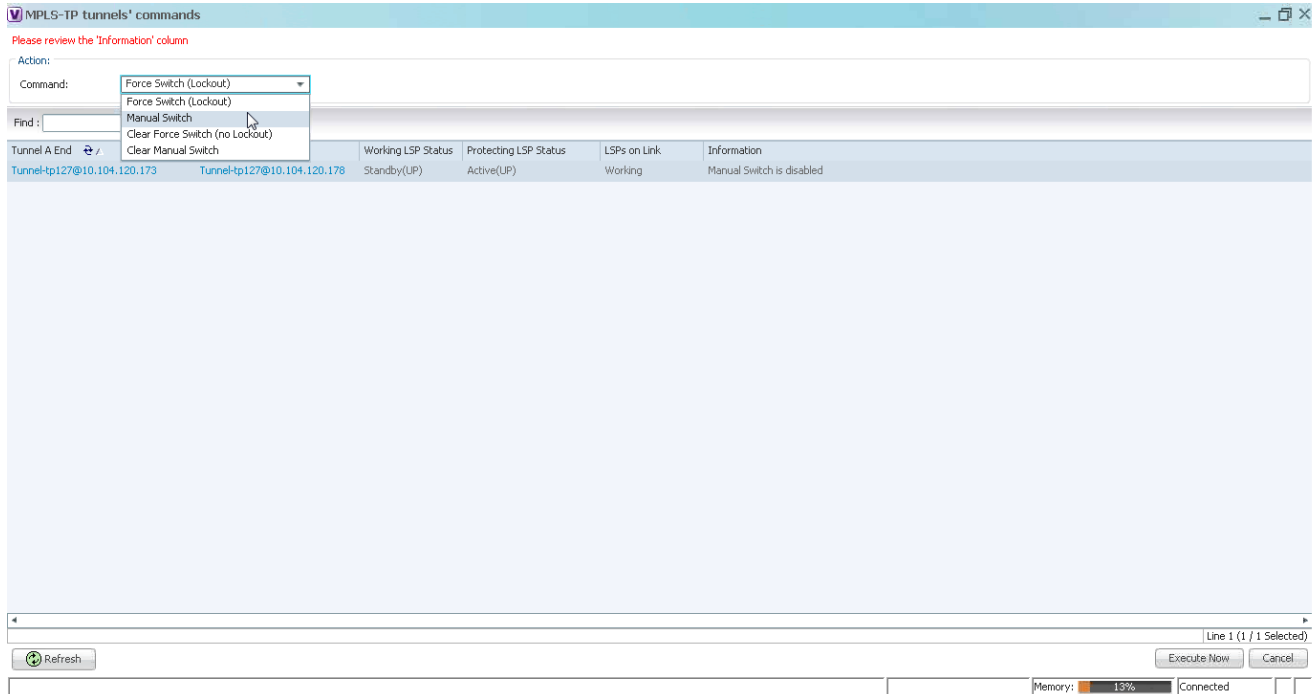 MPLS-TP tunnels' commands
Please review the 'Information' column
Action:
Command: Force Switch (Lockout)
Force Switch (Lockout)
Manual Switch
Clear Force Switch (no Lockout)
Clear Manual Switch
Find :
Tunnel A End Working LSP Status Protecting LSP Status LSPs on Link Information
Tunnel-tp127@10.104.120.173 Tunnel-tp127@10.104.120.178 Standby(UP) Active(UP) Working Manual Switch is disabled
Line 1 (1 / 1 Selected)
Refresh Execute Now Cancel
Memory: 13% Connected